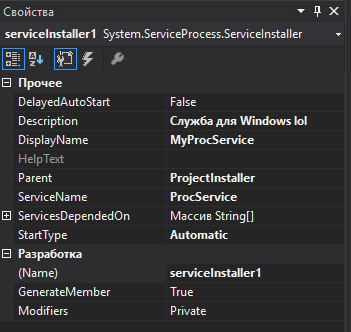 Свойства
serviceInstaller1 System.ServiceProcess.ServiceInstaller
Прочее
DelayedAutoStart False
Description Служба для Windows lol
DisplayName MyProcService
HelpText
Parent ProjectInstaller
ServiceName ProcService
ServicesDependedOn Массив String[]
StartType Automatic
Разработка
(Name) serviceInstaller1
GenerateMember True
Modifiers Private